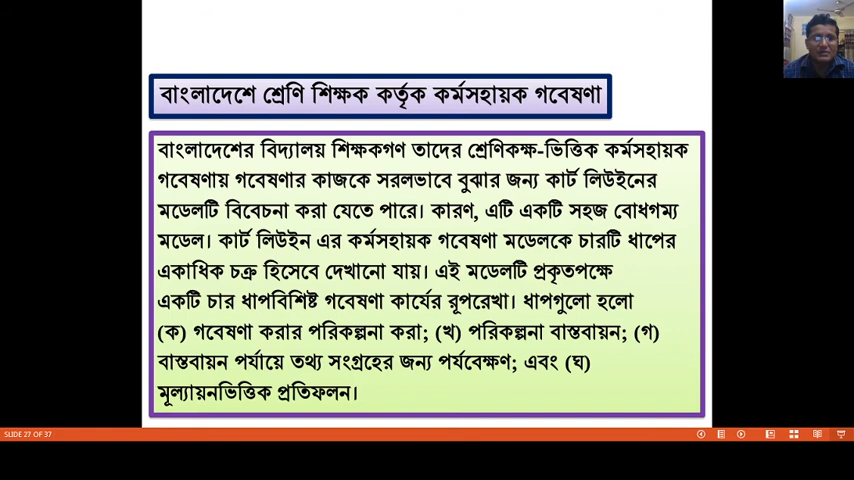 বাংলাদেশে শ্রেণি শিক্ষক কর্তৃক কর্মসহায়ক গবেষণা
বাংলাদেশের বিদ্যালয় শিক্ষকগণ তাদের শ্রেণিকক্ষ-ভিত্তিক কর্মসহায়ক
গবেষণায় গবেষণার কাজকে সরলভাবে বুঝার জন্য কার্ট লিউইনের
মডেলটি বিবেচনা করা যেতে পারে। কারণ, এটি একটি সহজ বোধগম্য
মডেল। কার্ট লিউইন এর কর্মসহায়ক গবেষণা মডেলকে চারটি ধাপের
একাধিক চক্র হিসেবে দেখানো যায়। এই মডেলটি প্রকৃতপক্ষে
একটি চার ধাপবিশিষ্ট গবেষণা কার্যের রূপরেখা। ধাপগুলো হলো
(ক) গবেষণা করার পরিকল্পনা করা; (খ) পরিকল্পনা বাস্তবায়ন; (গ)
বাস্তবায়ন পর্যায়ে তথ্য সংগ্রহের জন্য পর্যবেক্ষণ; এবং (ঘ)
মূল্যায়নভিত্তিক প্রতিফলন।
SLIDE 27 OF 37